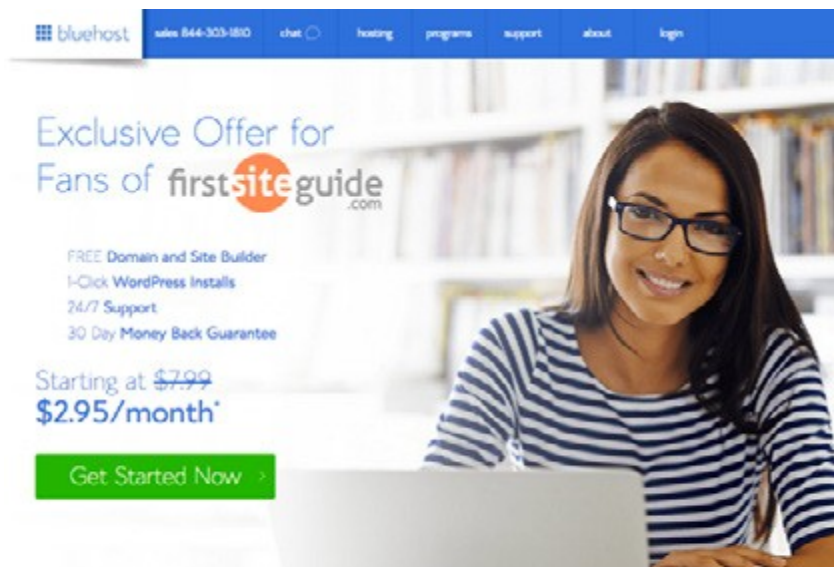 bluehost
sales 844-303-1810
chat
hosting
programs
support
about
login
Exclusive Offer for
Fans of firstsiteguide
.com
FREE Domain and Site Builder
1-Click WordPress Installs
24/7 Support
30 Day Money Back Guarantee
Starting at $7.99
$2.95/month*
Get Started Now >